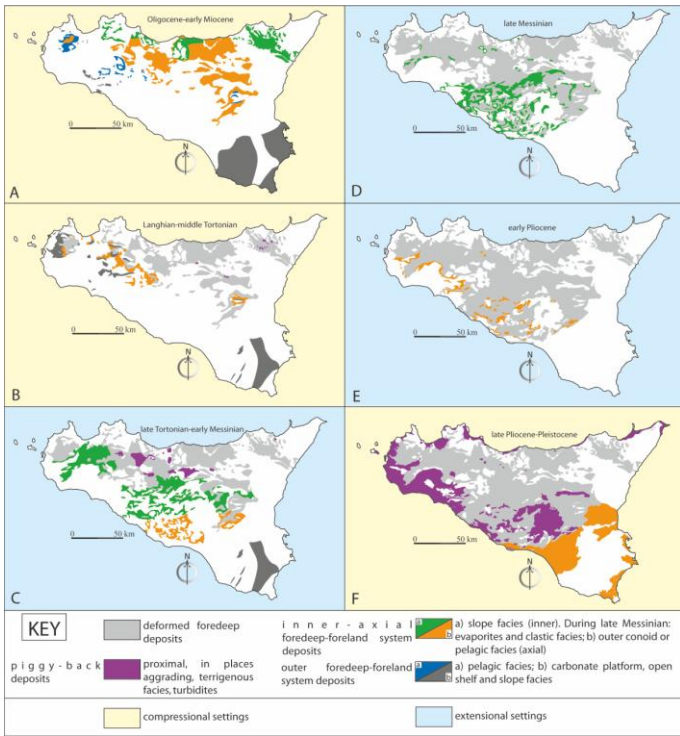 Oligocene-early Miocene
0 50 km
N
A
late Messinian
0 50 km
N
D
Langhian-middle Tortonian
0 50 km
N
B
early Pliocene
0 50 km
N
E
late Tortonian-early Messinian
0 50 km
N
C
late Pliocene-Pleistocene
0 50 km
N
F
KEY
deformed foredeep
deposits
piggy-back
deposits
proximal, in places
aggrading, terrigenous
facies, turbidites
inner-axial
foredeep-foreland system
deposits
a
b
a) slope facies (inner). During late Messinian:
evaporites and clastic facies; b) outer conoid or
pelagic facies (axial)
outer foredeep-foreland
system deposits
a
b
a) pelagic facies; b) carbonate platform, open
shelf and slope facies
compressional settings
extensional settings